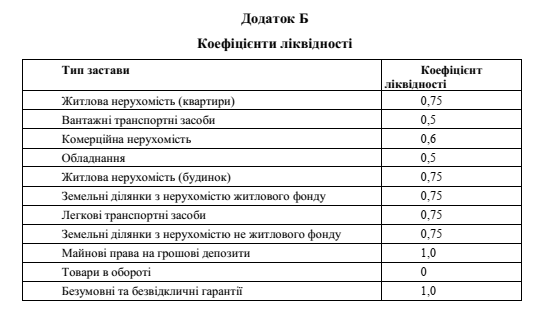 Додаток Б
Коефіцієнти ліквідності
Тип застави Коефіцієнт
ліквідності
Житлова нерухомість (квартири) 0,75
Вантажні транспортні засоби 0,5
Комерційна нерухомість 0,6
Обладнання 0,5
Житлова нерухомість (будинок) 0,75
Земельні ділянки з нерухомістю житлового фонду 0,75
Легкові транспортні засоби 0,75
Земельні ділянки з нерухомістю не житлового фонду 0,75
Майнові права на грошові депозити 1,0
Товари в обороті 0
Безумовні та безвідкличні гарантії 1,0